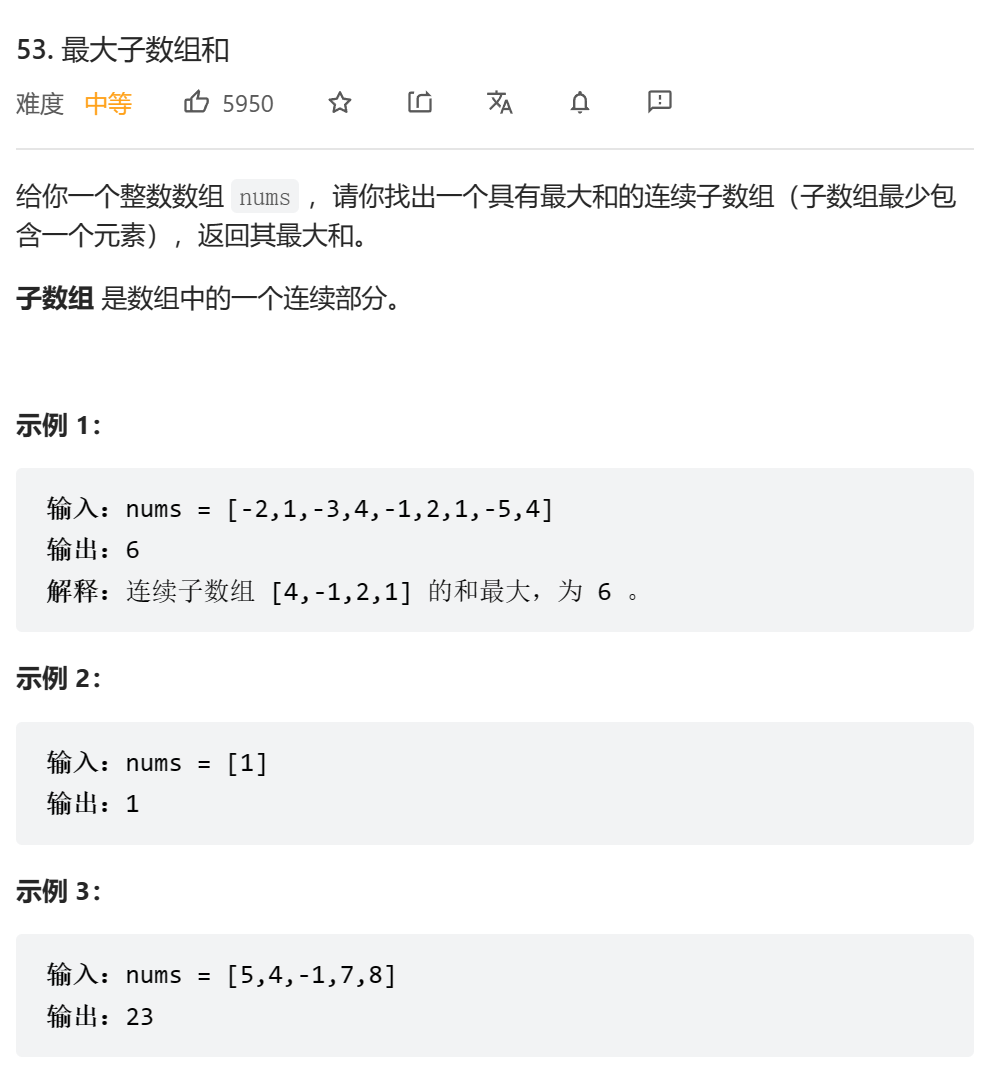 53. 最大子数组和
难度 中等 5950
给你一个整数数组 nums ，请你找出一个具有最大和的连续子数组（子数组最少包
含一个元素），返回其最大和。
子数组 是数组中的一个连续部分。
示例 1：
输入：nums = [-2,1,-3,4,-1,2,1,-5,4]
输出：6
解释：连续子数组 [4,-1,2,1] 的和最大，为 6 。
示例 2：
输入：nums = [1]
输出：1
示例 3：
输入：nums = [5,4,-1,7,8]
输出：23